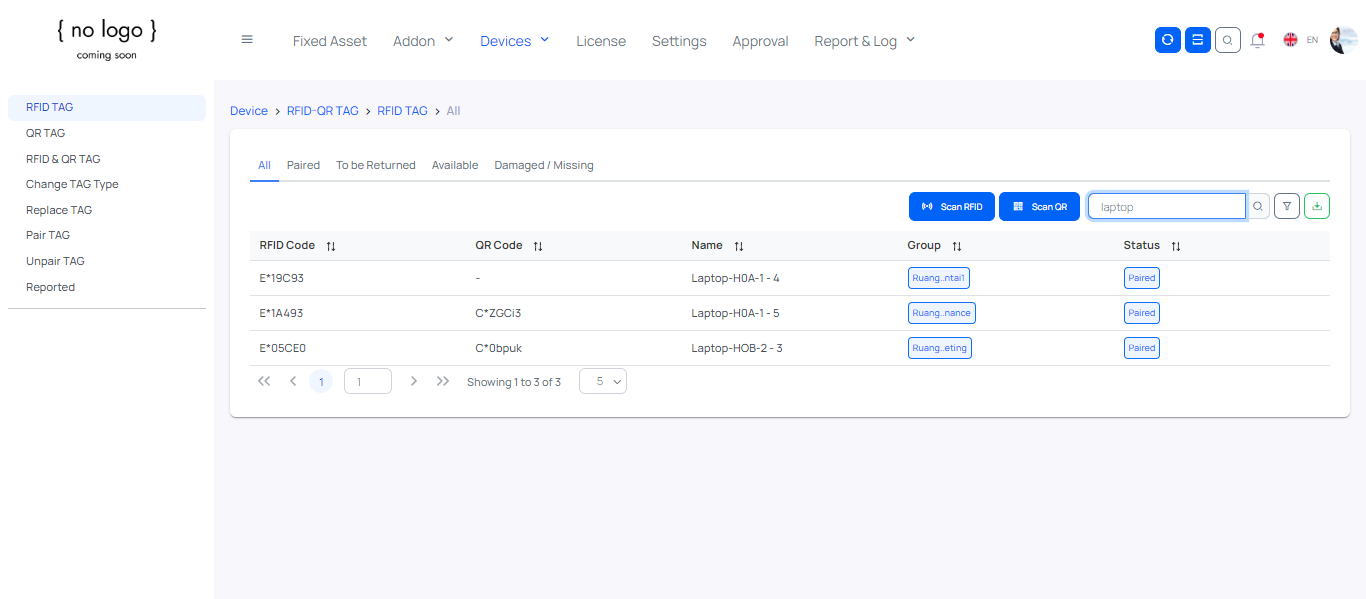 { no logo }
coming soon
Fixed Asset Addon Devices License Settings Approval Report & Log EN
RFID TAG
QR TAG
RFID & QR TAG
Change TAG Type
Replace TAG
Pair TAG
Unpair TAG
Reported
Device > RFID-QR TAG > RFID TAG > All
All Paired To be Returned Available Damaged / Missing
Scan RFID Scan QR laptop
RFID Code QR Code Name Group Status
E*19C93 - Laptop-H0A-1 - 4 Ruang..ntai1 Paired
E*1A493 C*ZGCi3 Laptop-H0A-1 - 5 Ruang..nance Paired
E*05CE0 C*0bpuk Laptop-HOB-2 - 3 Ruang..eting Paired
1 1 Showing 1 to 3 of 3 5